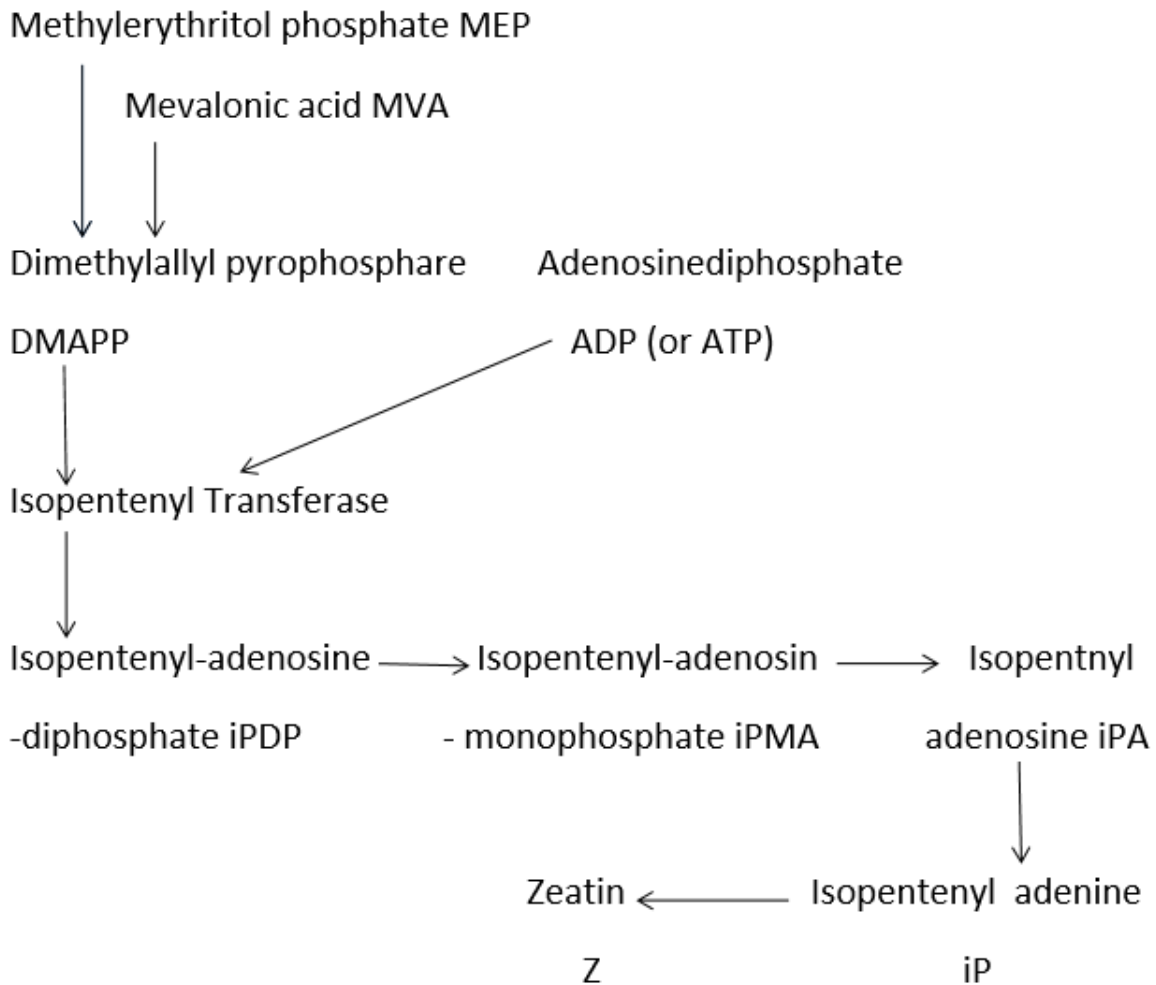 Methylerythritol phosphate MEP
Mevalonic acid MVA
Dimethylallyl pyrophosphare Adenosinediphosphate
DMAPP ADP (or ATP)
Isopentenyl Transferase
Isopentenyl-adenosine Isopentenyl-adenosin Isopentnyl
-diphosphate iPDP - monophosphate iPMA adenosine iPA
Zeatin Isopentenyl adenine
Z iP